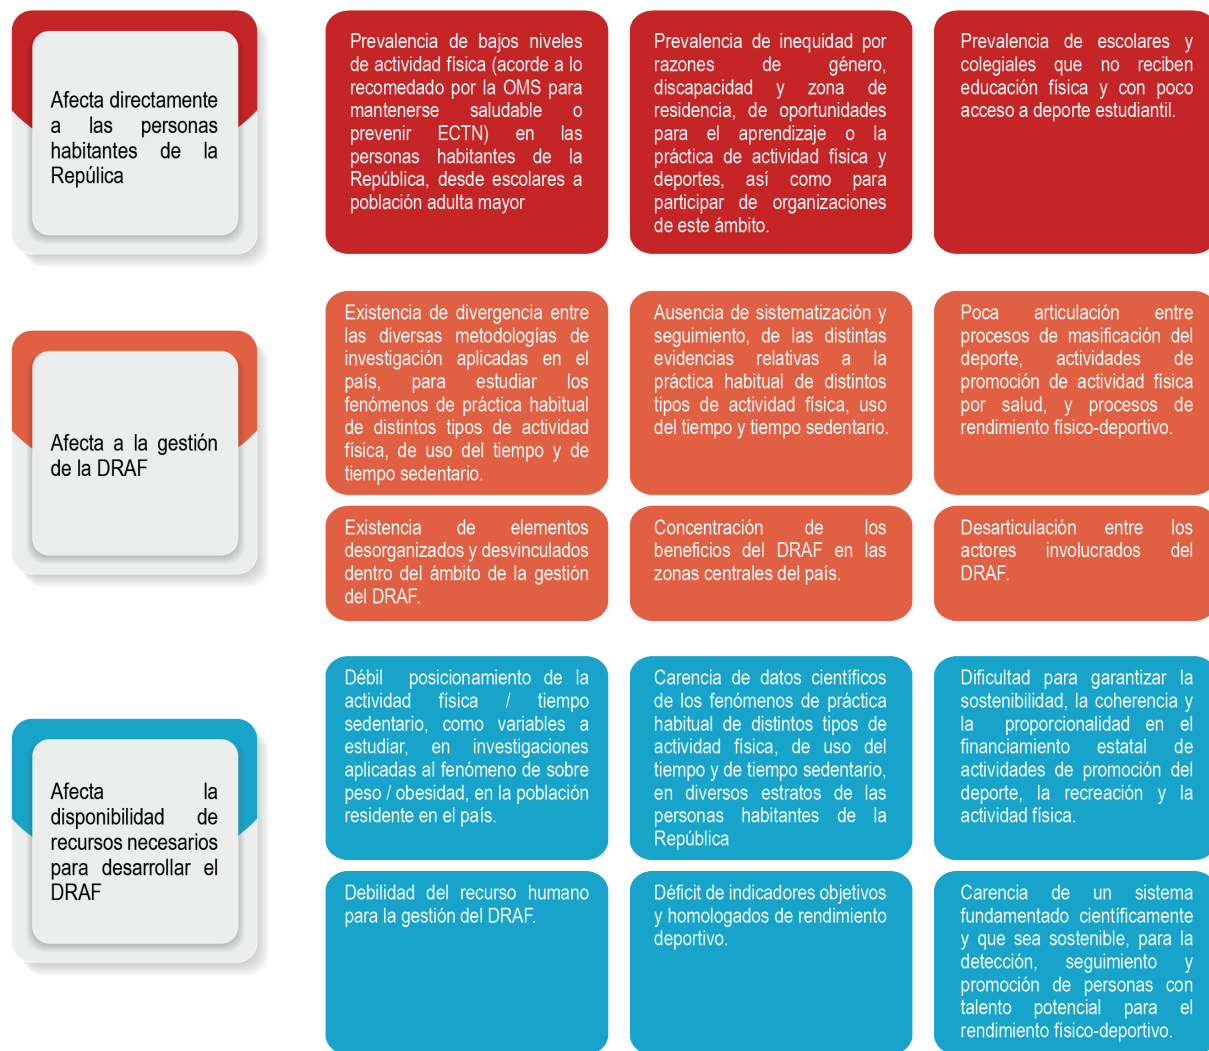 Afecta directamente
a las personas
habitantes de la
Repúlica
Prevalencia de bajos niveles
de actividad física (acorde a lo
recomedado por la OMS para
mantenerse saludable o
prevenir ECTN) en las
personas habitantes de la
República, desde escolares a
población adulta mayor
Prevalencia de inequidad por
razones de género,
discapacidad y zona de
residencia, de oportunidades
para el aprendizaje o la
práctica de actividad física y
deportes, así como para
participar de organizaciones
de este ámbito.
Prevalencia de escolares y
colegiales que no reciben
educación física y con poco
acceso a deporte estudiantil.
Afecta a la gestión
de la DRAF
Existencia de divergencia entre
las diversas metodologías de
investigación aplicadas en el
país, para estudiar los
fenómenos de práctica habitual
de distintos tipos de actividad
física, de uso del tiempo y de
tiempo sedentario.
Ausencia de sistematización y
seguimiento, de las distintas
evidencias relativas a la
práctica habitual de distintos
tipos de actividad física, uso
del tiempo y tiempo sedentario.
Poca articulación entre
procesos de masificación del
deporte, actividades de
promoción de actividad física
por salud, y procesos de
rendimiento físico-deportivo.
Existencia de elementos
desorganizados y desvinculados
dentro del ámbito de la gestión
del DRAF.
Concentración de los
beneficios del DRAF en las
zonas centrales del país.
Desarticulación entre los
actores involucrados del
DRAF.
Afecta la
disponibilidad de
recursos necesarios
para desarrollar el
DRAF
Débil posicionamiento de la
actividad física / tiempo
sedentario, como variables a
estudiar, en investigaciones
aplicadas al fenómeno de sobre
peso / obesidad, en la población
residente en el país.
Carencia de datos científicos
de los fenómenos de práctica
habitual de distintos tipos de
actividad física, de uso del
tiempo y de tiempo sedentario,
en diversos estratos de las
personas habitantes de la
República
Dificultad para garantizar la
sostenibilidad, la coherencia y
la proporcionalidad en el
financiamiento estatal de
actividades de promoción del
deporte, la recreación y la
actividad física.
Debilidad del recurso humano
para la gestión del DRAF.
Déficit de indicadores objetivos
y homologados de rendimiento
deportivo.
Carencia de un sistema
fundamentado científicamente
y que sea sostenible, para la
detección, seguimiento y
promoción de personas con
talento potencial para el
rendimiento físico-deportivo.